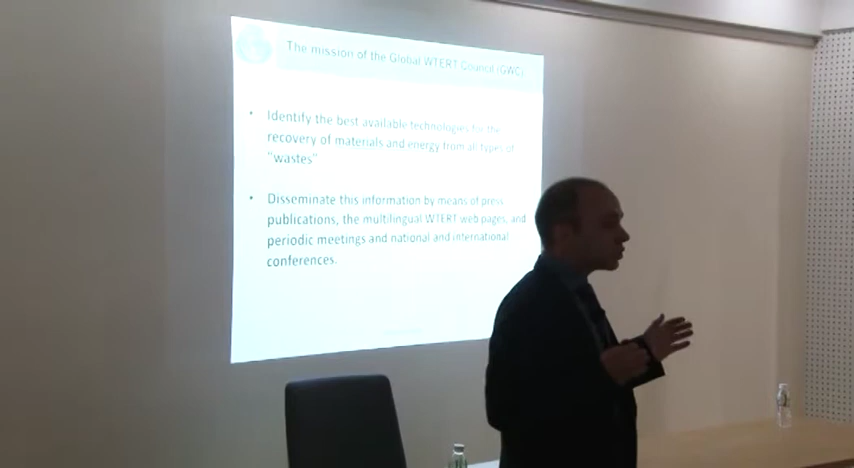 The mission of the Global WTERT Council (GWC)
• Identify the best available technologies for the
recovery of materials and energy from all types of
"wastes"
• Disseminate this information by means of press
publications, the multilingual WTERT web pages, and
periodic meetings and national and international
conferences.